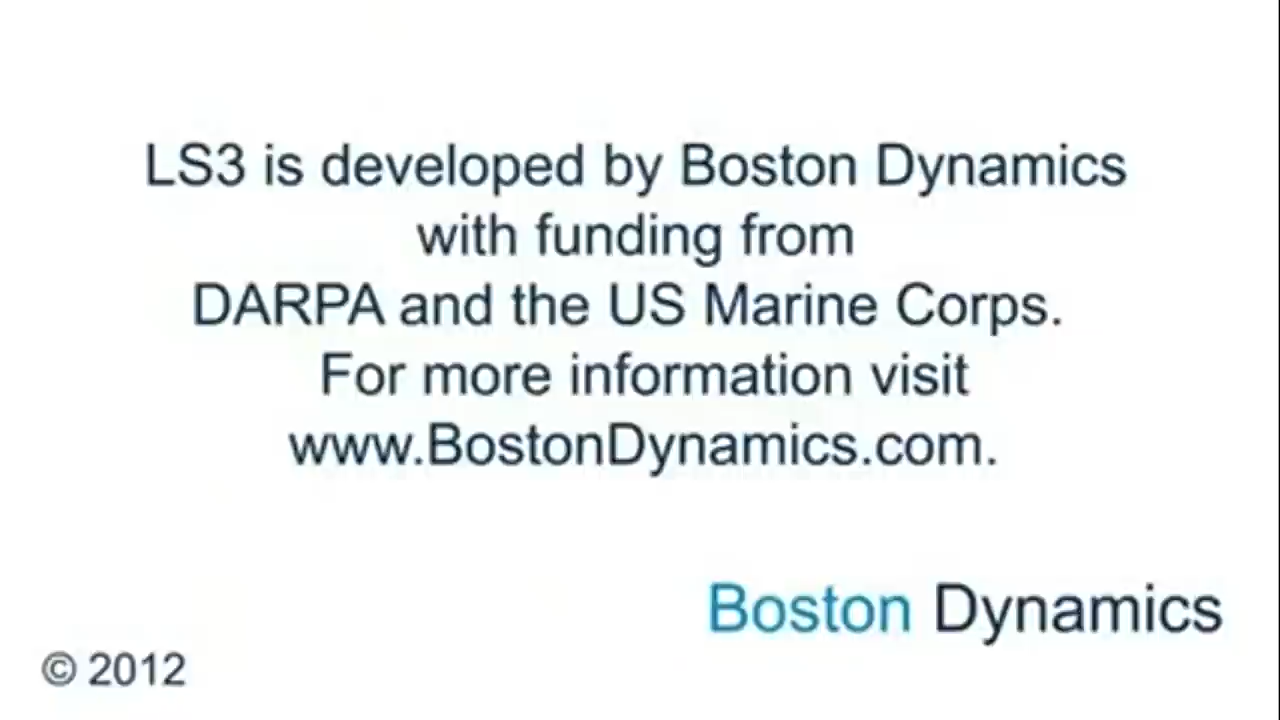 LS3 is developed by Boston Dynamics
with funding from
DARPA and the US Marine Corps.
For more information visit
www.BostonDynamics.com.
Boston Dynamics
© 2012